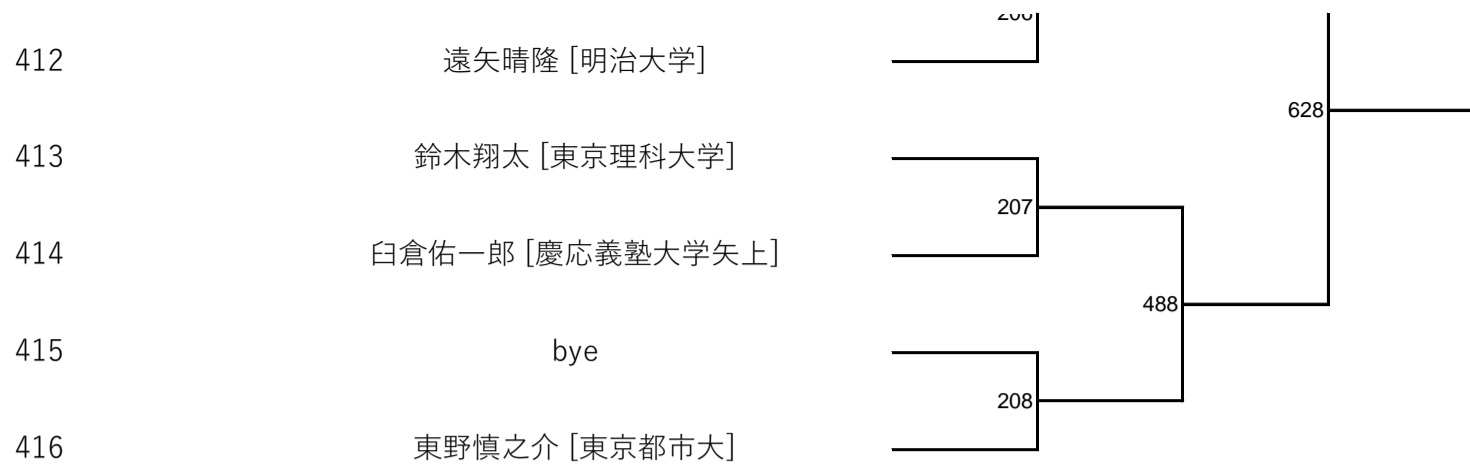 412 遠矢晴隆 [明治大学]
628
413 鈴木翔太 [東京理科大学]
207
414 臼倉佑一郎 [慶応義塾大学矢上]
488
415 bye
208
416 東野慎之介 [東京都市大]